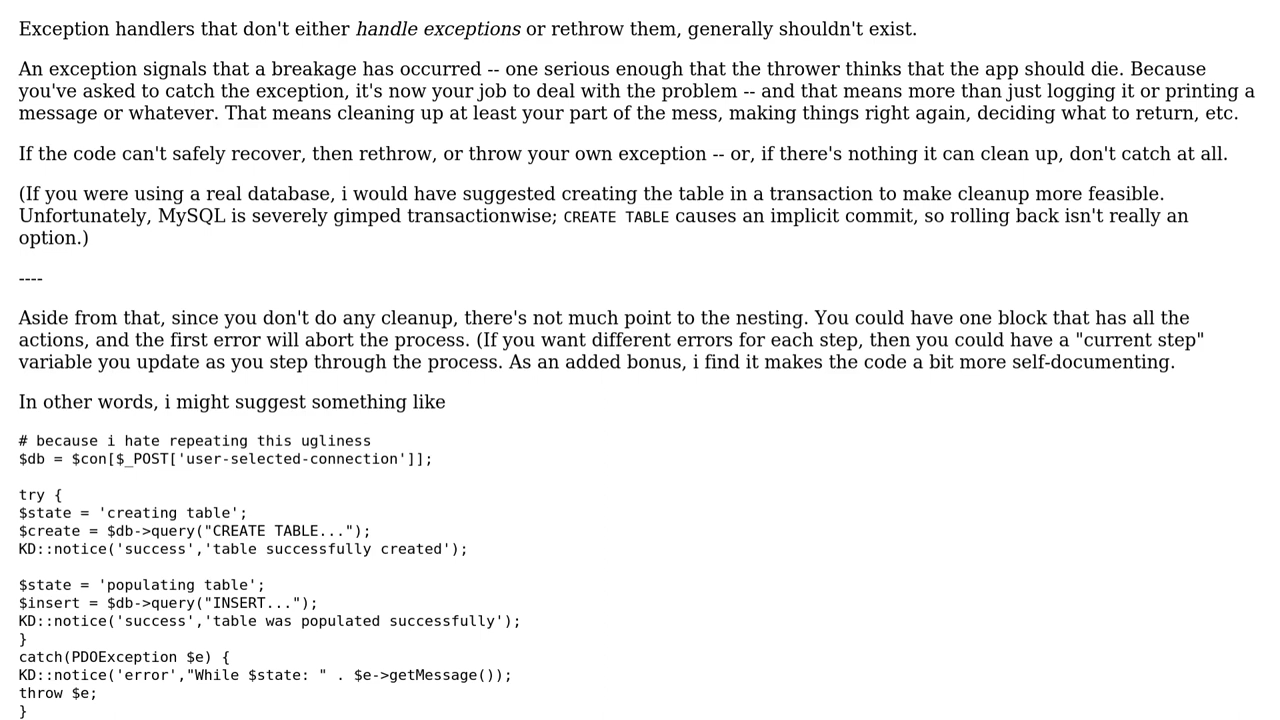 Exception handlers that don't either handle exceptions or rethrow them, generally shouldn't exist.
An exception signals that a breakage has occurred -- one serious enough that the thrower thinks that the app should die. Because
you've asked to catch the exception, it's now your job to deal with the problem -- and that means more than just logging it or printing a
message or whatever. That means cleaning up at least your part of the mess, making things right again, deciding what to return, etc.
If the code can't safely recover, then rethrow, or throw your own exception -- or, if there's nothing it can clean up, don't catch at all.
(If you were using a real database, i would have suggested creating the table in a transaction to make cleanup more feasible.
Unfortunately, MySQL is severely gimped transactionwise; CREATE TABLE causes an implicit commit, so rolling back isn't really an
option.)
----
Aside from that, since you don't do any cleanup, there's not much point to the nesting. You could have one block that has all the
actions, and the first error will abort the process. (If you want different errors for each step, then you could have a "current step"
variable you update as you step through the process. As an added bonus, i find it makes the code a bit more self-documenting.
In other words, i might suggest something like
# because i hate repeating this ugliness
$db = $con[$_POST['user-selected-connection']];
try {
$state = 'creating table';
$create = $db->query("CREATE TABLE...");
KD::notice('success','table successfully created');
$state = 'populating table';
$insert = $db->query("INSERT...");
KD::notice('success','table was populated successfully');
}
catch(PDOException $e) {
KD::notice('error',"While $state: " . $e->getMessage());
throw $e;
}